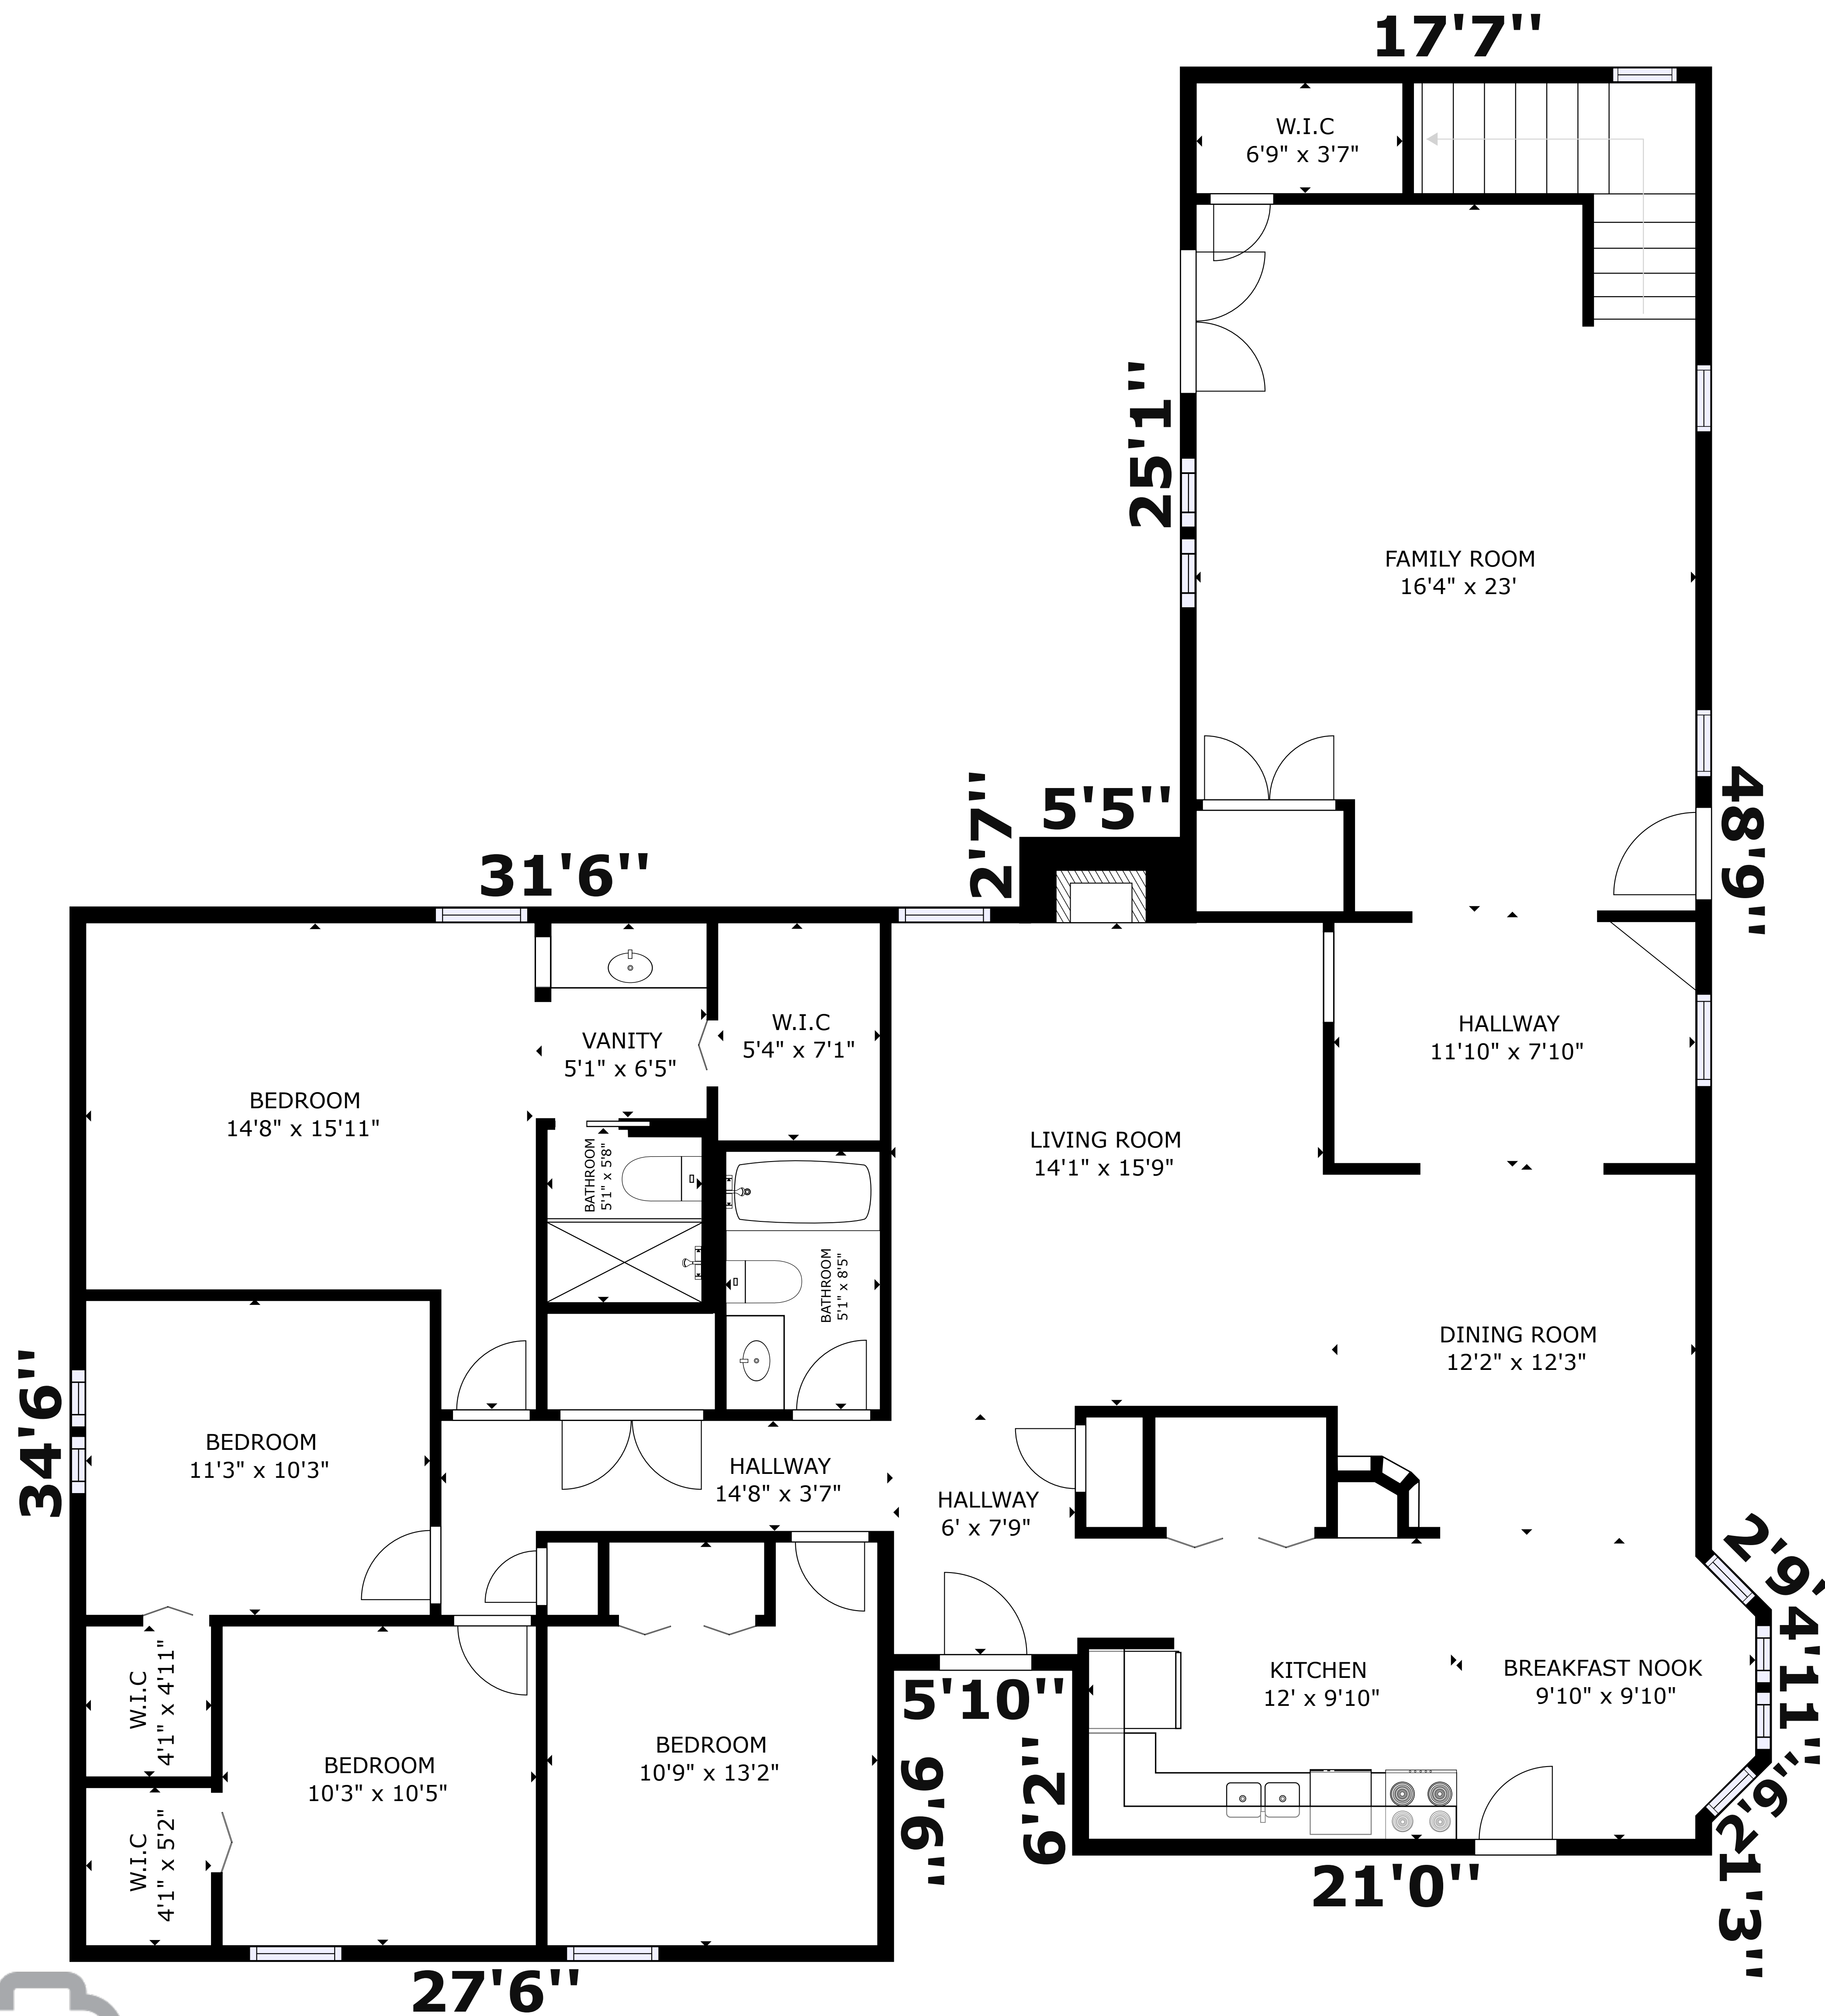 17'7''
W.I.C
6'9" x 3'7"
25'1''
FAMILY ROOM
16'4" x 23'
48'9''
5'5''
2'7''
31'6''
VANITY
5'1" x 6'5"
W.I.C
5'4" x 7'1"
HALLWAY
11'10" x 7'10"
BEDROOM
14'8" x 15'11"
BATHROOM
5'1" x 5'8"
LIVING ROOM
14'1" x 15'9"
BATHROOM
5'1" x 8'5"
DINING ROOM
12'2" x 12'3"
34'6''
BEDROOM
11'3" x 10'3"
HALLWAY
14'8" x 3'7"
HALLWAY
6' x 7'9"
2'9'
4'11''
W.I.C
4'1" x 4'11"
KITCHEN
12' x 9'10"
BREAKFAST NOOK
9'10" x 9'10"
5'10''
BEDROOM
10'3" x 10'5"
BEDROOM
10'9" x 13'2"
9'6''
6'2''
2'9''
W.I.C
4'1" x 5'2"
21'0''
1'3''
27'6''